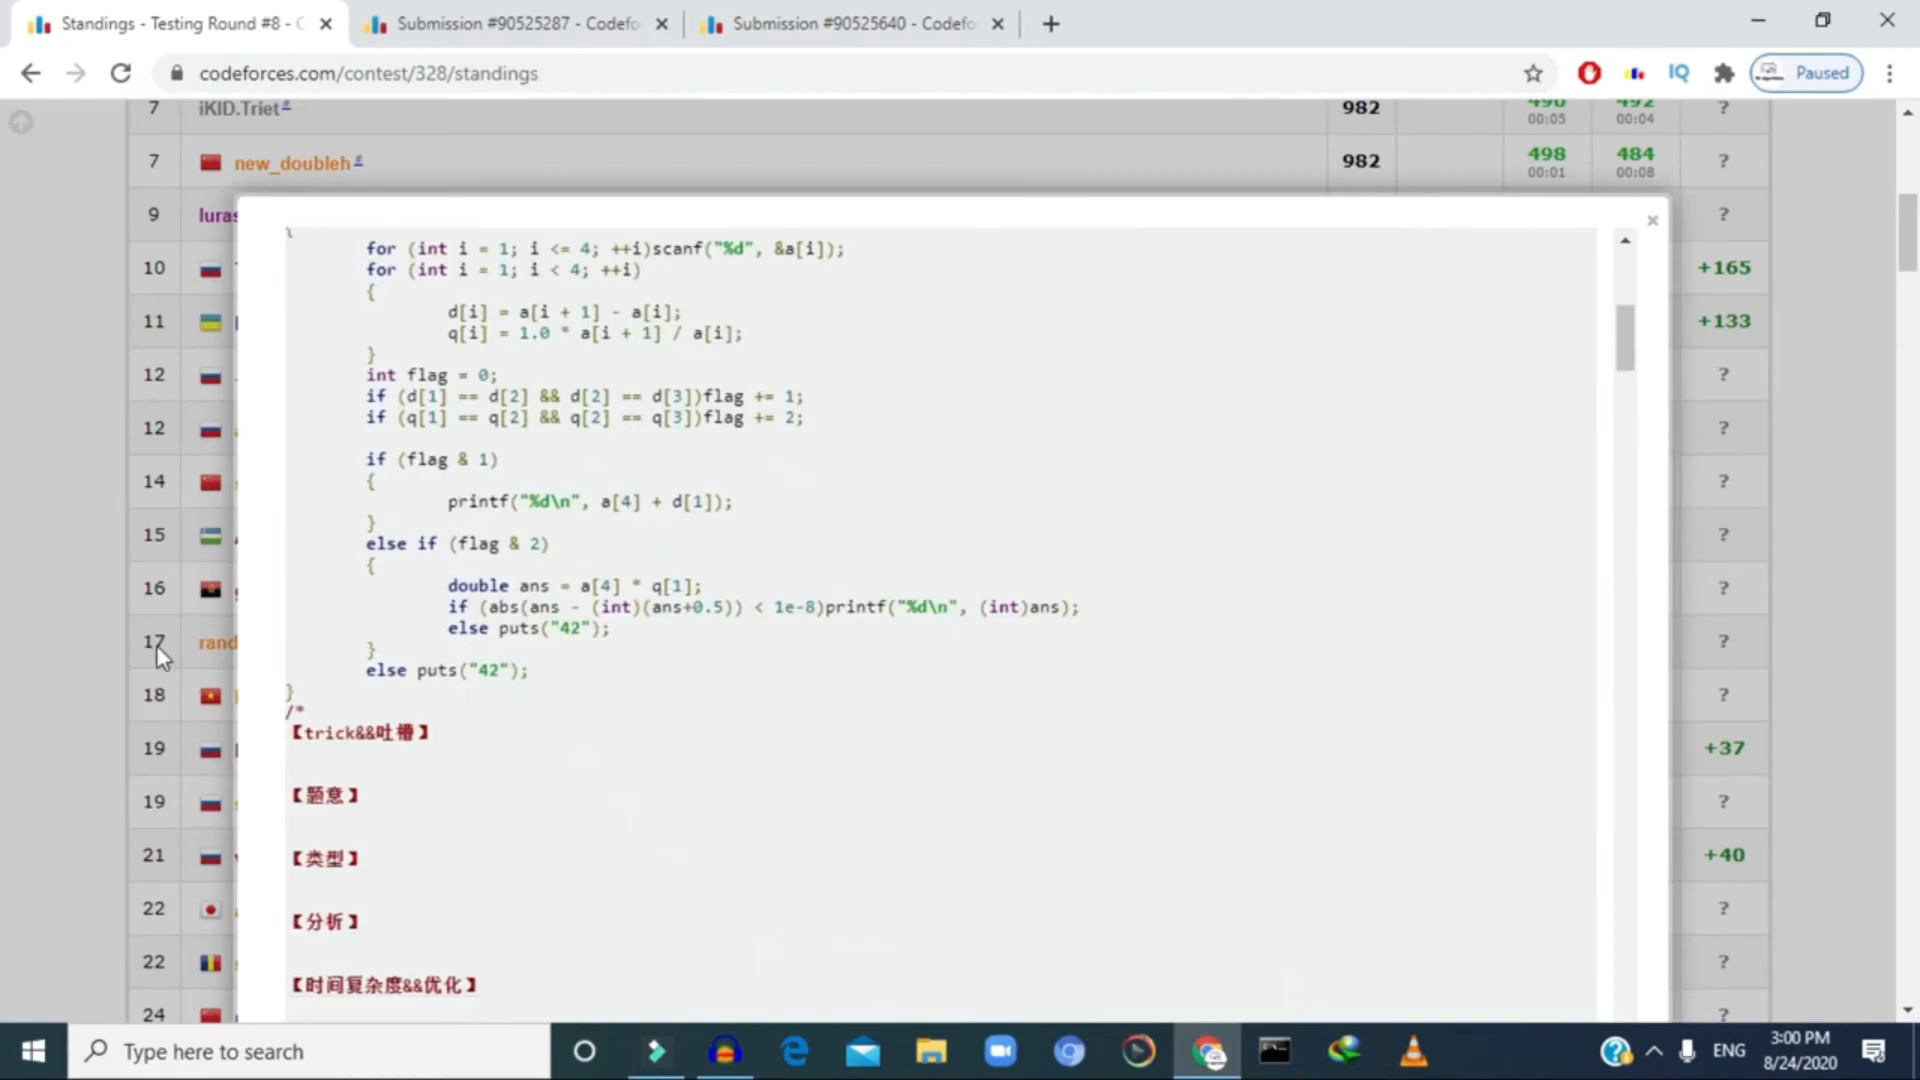 Standings - Testing Round #8 - C
Submission #90525287 - Codefo
Submission #90525640 - Codefo
codeforces.com/contest/328/standings
IQ
Paused
7 iKID.Triet 982 490 492 ?
00:05 00:04
7 new_doubleh 982 498 484 ?
00:01 00:08
9 luras ?
10 +165
11 +133
12 ?
12 ?
14 ?
15 ?
16 ?
17 rand ?
18 ?
19 +37
19 ?
21 +40
22 ?
22 ?
24 ?
{
for (int i = 1; i <= 4; ++i)scanf("%d", &a[i]);
for (int i = 1; i < 4; ++i)
{
d[i] = a[i + 1] - a[i];
q[i] = 1.0 * a[i + 1] / a[i];
}
int flag = 0;
if (d[1] == d[2] && d[2] == d[3])flag += 1;
if (q[1] == q[2] && q[2] == q[3])flag += 2;
if (flag & 1)
{
printf("%d\n", a[4] + d[1]);
}
else if (flag & 2)
{
double ans = a[4] * q[1];
if (abs(ans - (int)(ans+0.5)) < 1e-8)printf("%d\n", (int)ans);
else puts("42");
}
else puts("42");
}
/*
【trick&&吐槽】
【题意】
【类型】
【分析】
【时间复杂度&&优化】
Type here to search
ENG
3:00 PM
8/24/2020